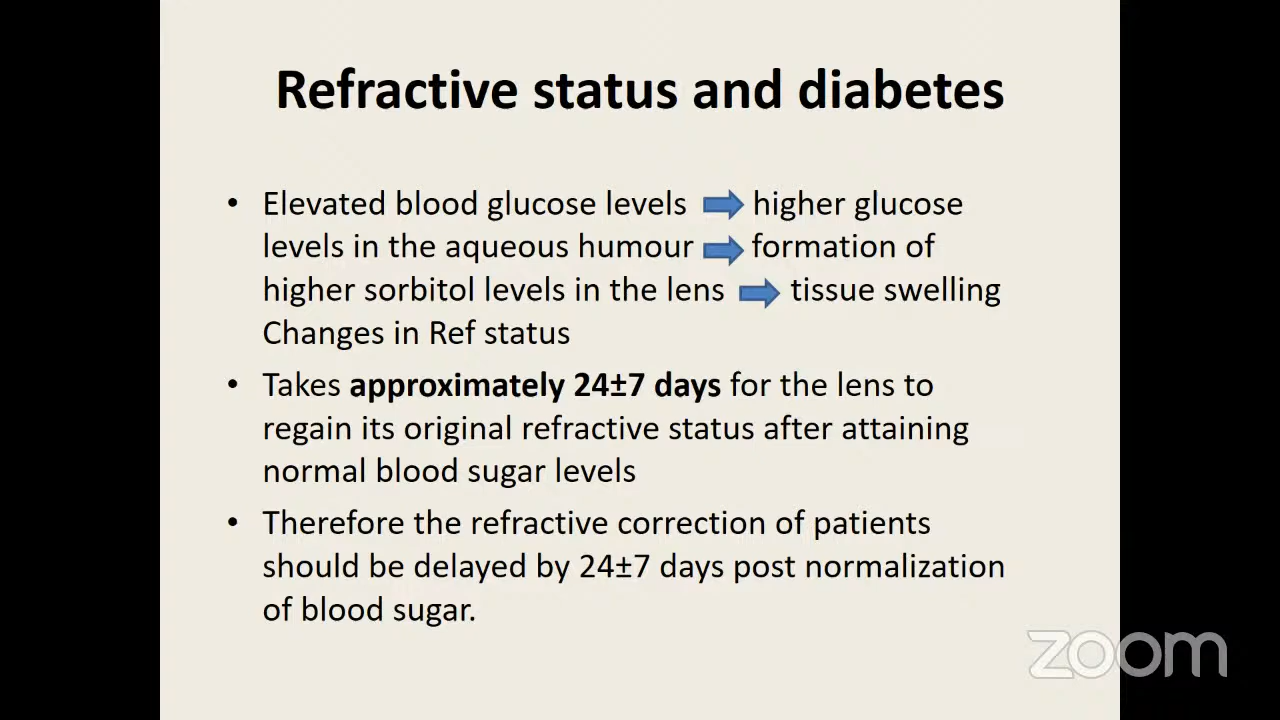 Refractive status and diabetes
• Elevated blood glucose levels ➡ higher glucose
levels in the aqueous humour ➡ formation of
higher sorbitol levels in the lens ➡ tissue swelling
Changes in Ref status
• Takes approximately 24±7 days for the lens to
regain its original refractive status after attaining
normal blood sugar levels
• Therefore the refractive correction of patients
should be delayed by 24±7 days post normalization
of blood sugar.
zoom